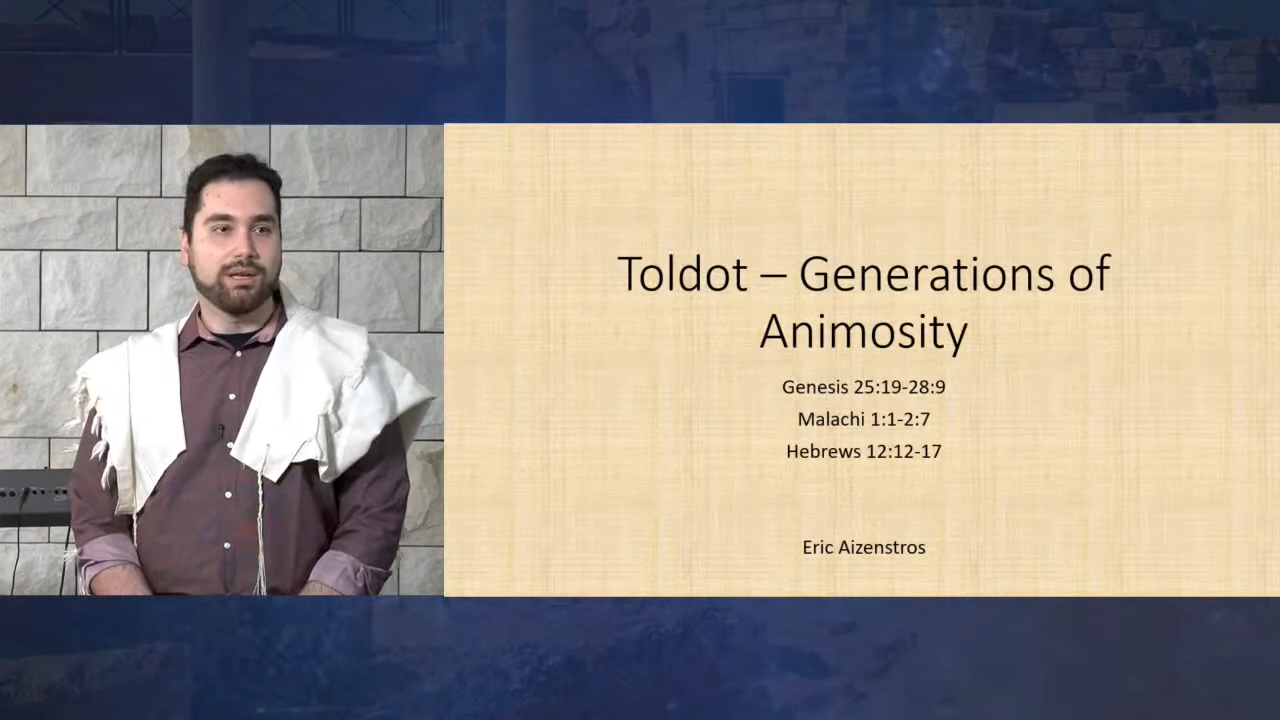 Toldot – Generations of
Animosity
Genesis 25:19-28:9
Malachi 1:1-2:7
Hebrews 12:12-17
Eric Aizenstros